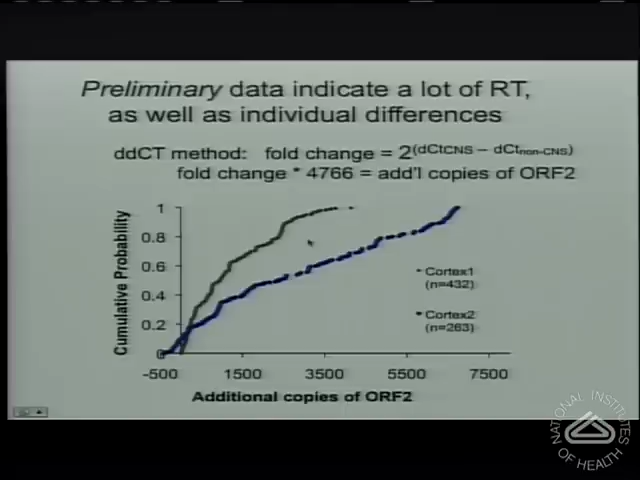 Preliminary data indicate a lot of RT,
as well as individual differences
ddCT method: fold change = 2(dCtCNS – dCtnon-CNS)
fold change * 4766 = add'l copies of ORF2
Cumulative Probability
1
0.8
0.6
0.4
0.2
0
-500 1500 3500 5500 7500
Additional copies of ORF2
Cortex1
(n=432)
Cortex2
(n=263)
NATIONAL INSTITUTES
OF HEALTH